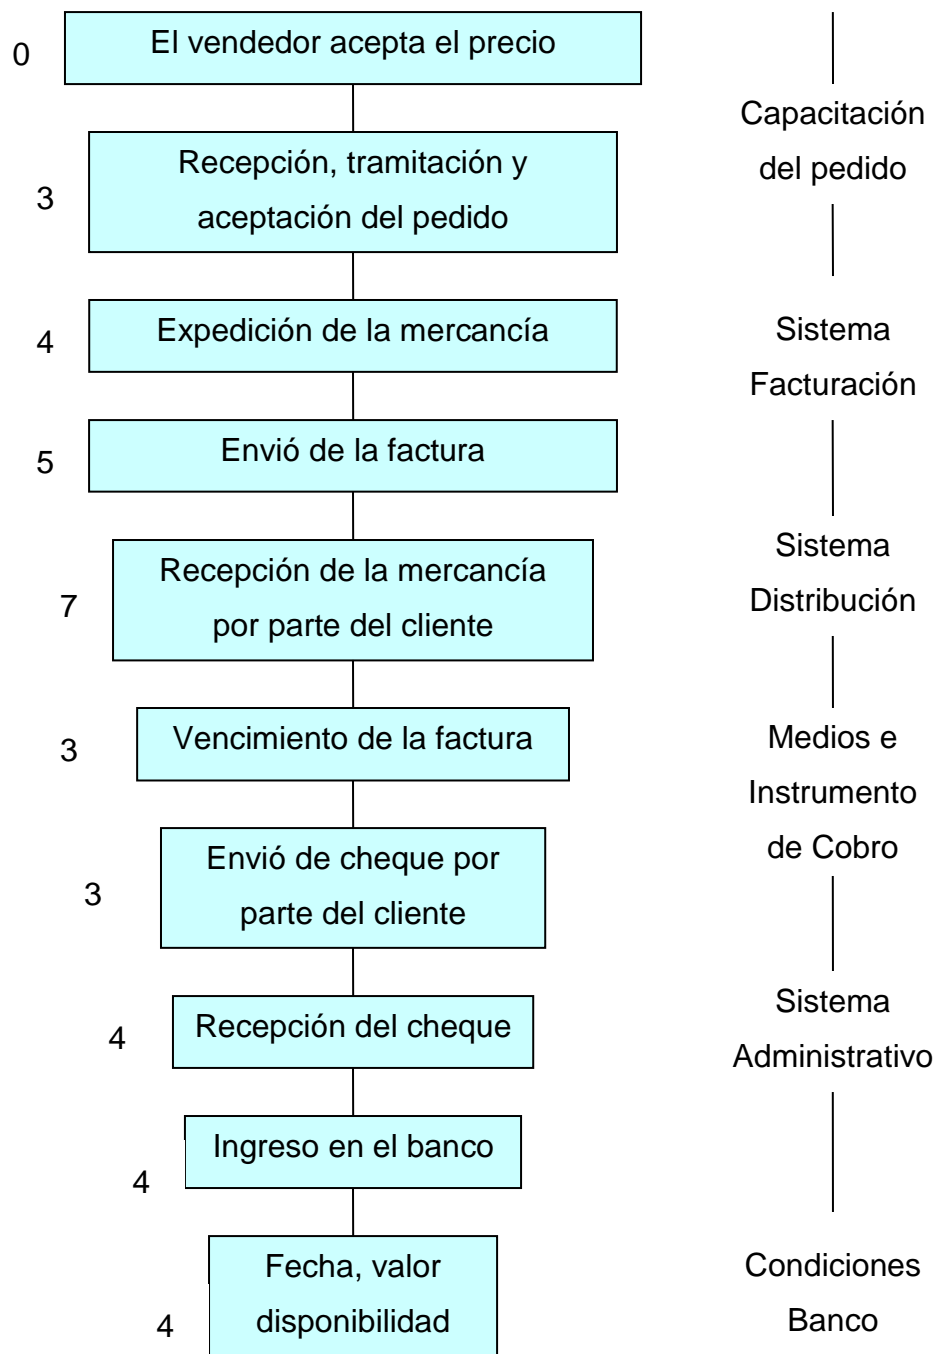 0
El vendedor acepta el precio
3
Recepción, tramitación y
aceptación del pedido
Capacitación
del pedido
4
Expedición de la mercancía
Sistema
Facturación
5
Envió de la factura
7
Recepción de la mercancía
por parte del cliente
Sistema
Distribución
3
Vencimiento de la factura
Medios e
Instrumento
de Cobro
3
Envió de cheque por
parte del cliente
4
Recepción del cheque
Sistema
Administrativo
4
Ingreso en el banco
4
Fecha, valor
disponibilidad
Condiciones
Banco